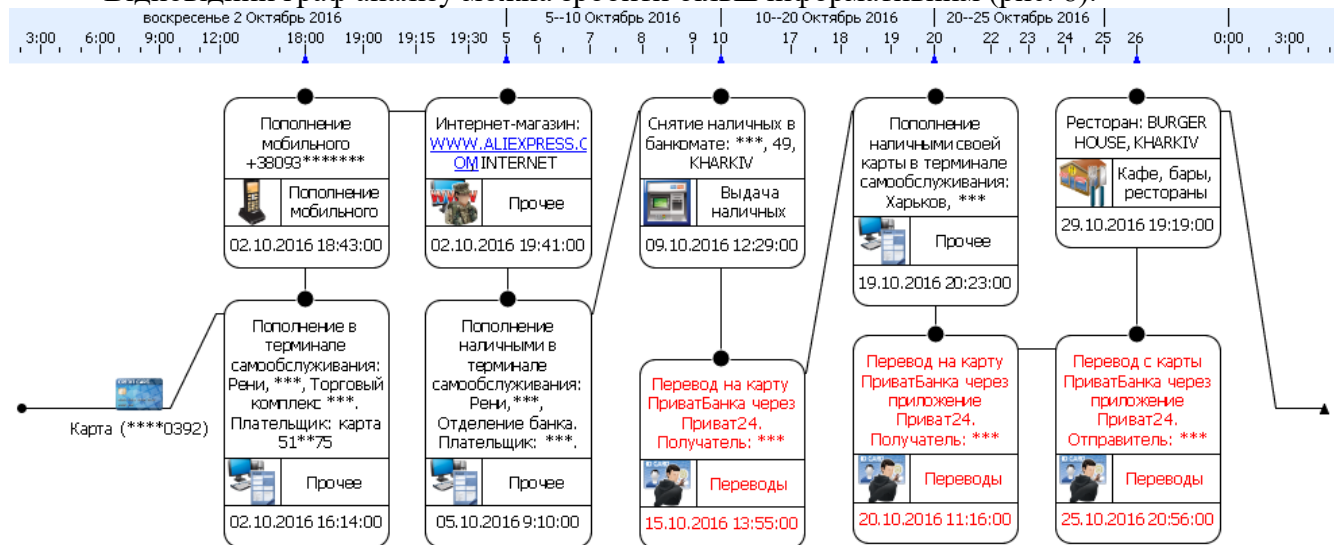 Відповідний граф аналізу можна зробити більш інформативним (рис. 6).
воскресенье 2 Октябрь 2016
5--10 Октябрь 2016
10--20 Октябрь 2016
20--25 Октябрь 2016
3:00 6:00 9:00 12:00 18:00 19:00 19:15 19:30 5 6 7 8 9 10 17 18 19 20 22 23 24 25 26 0:00 3:00
Пополнение
мобильного
+38093*******
Пополнение
мобильного
02.10.2016 18:43:00
Интернет-магазин:
WWW.ALIEXPRESS.C
OM INTERNET
Прочее
02.10.2016 19:41:00
Снятие наличных в
банкомате: ***, 49,
KHARKIV
Выдача
наличных
09.10.2016 12:29:00
Пополнение
наличными своей
карты в терминале
самообслуживания:
Харьков, ***
Прочее
19.10.2016 20:23:00
Ресторан: BURGER
HOUSE, KHARKIV
Кафе, бары,
рестораны
29.10.2016 19:19:00
Карта (****0392)
Пополнение в
терминале
самообслуживания:
Рени, ***, Торговый
комплекс ***.
Плательщик: карта
51**75
Прочее
02.10.2016 16:14:00
Пополнение
наличными в
терминале
самообслуживания:
Рени,***,
Отделение банка.
Плательщик: ***.
Прочее
05.10.2016 9:10:00
Перевод на карту
ПриватБанка через
Приват24.
Получатель: ***
Переводы
15.10.2016 13:55:00
Перевод на карту
ПриватБанка через
приложение
Приват24.
Получатель: ***
Переводы
20.10.2016 11:16:00
Перевод с карты
ПриватБанка через
приложение
Приват24.
Отправитель: ***
Переводы
25.10.2016 20:56:00